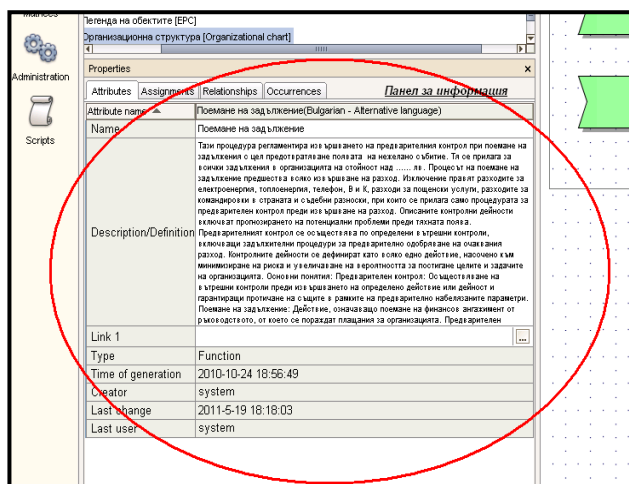 Matrices
Administration
Scripts
Легенда на обектите [EPC]
Организационна структура [Organizational chart]
Properties
Attributes Assignments Relationships Occurrences Панел за информация
Attribute name Поемане на задължение(Bulgarian - Alternative language)
Name Поемане на задължение
Description/Definition
Тази процедура регламентира извършването на предварителния контрол при поемане на
задължения с цел предотвратяване появата на нежелано събитие. Тя се прилага за
всички задължения в организацията на стойност над ...... лв. Процесът на поемане на
задължение предшества всяко извършване на разход. Изключение правят разходите за
електроенергия, топлоенергия, телефон, В и К, разходи за пощенски услуги, разходите за
командировки в страната и съдебни разноски, при които се прилага само процедурата за
предварителен контрол преди извършване на разход. Описаните контролни дейности
включват прогнозирането на потенциални проблеми преди тяхната поява.
Предварителният контрол се осъществява по определени вътрешни контроли,
включващи задължителни процедури за предварително одобряване на очаквания
разход. Контролните дейности се дефинират като всяко едно действие, насочено към
минимизиране на риска и увеличаване на вероятността за постигане целите и задачите
на организацията. Основни понятия: Предварителен контрол: Осъществяване на
вътрешни контроли преди извършването на определено действие или дейност и
гарантиращи протичане на същите в рамките на предварително набелязаните параметри.
Поемане на задължение: Действие, означаващо поемане на финансов ангажимент от
ръководството, от което се пораждат плащания за организацията. Предварителен
Link 1 ...
Type Function
Time of generation 2010-10-24 18:56:49
Creator system
Last change 2011-5-19 18:18:03
Last user system